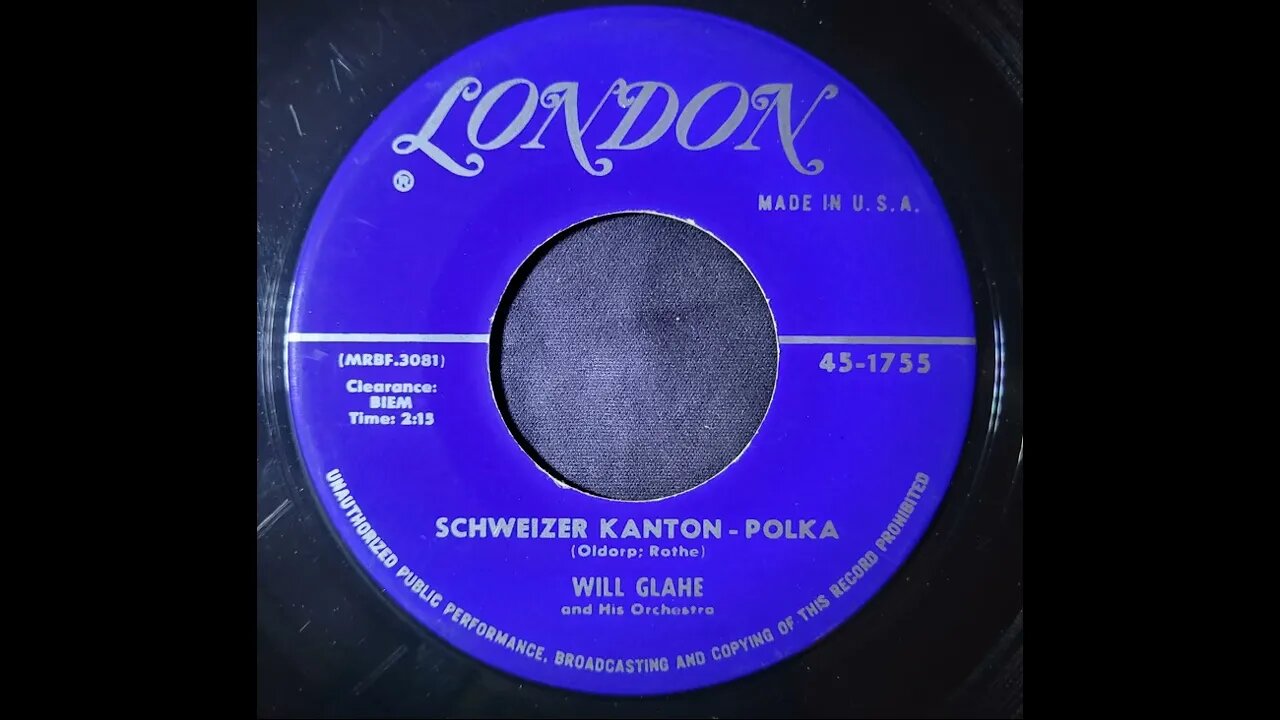 LONDON
®
MADE IN U.S.A.
(MRBF.3081)
45-1755
Clearance:
BIEM
Time: 2:15
SCHWEIZER KANTON - POLKA
(Oldorp; Rothe)
WILL GLAHE
and His Orchestra
UNAUTHORIZED PUBLIC PERFORMANCE, BROADCASTING AND COPYING OF THIS RECORD PROHIBITED